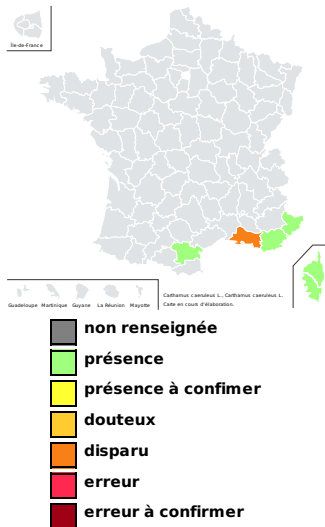 Île-de-France
Guadeloupe Martinique Guyane La Réunion Mayotte
Carthamus caeruleus L., Carthamus caeruleus L.
Carte en cours d'élaboration.
non renseignée
présence
présence à confimer
douteux
disparu
erreur
erreur à confirmer